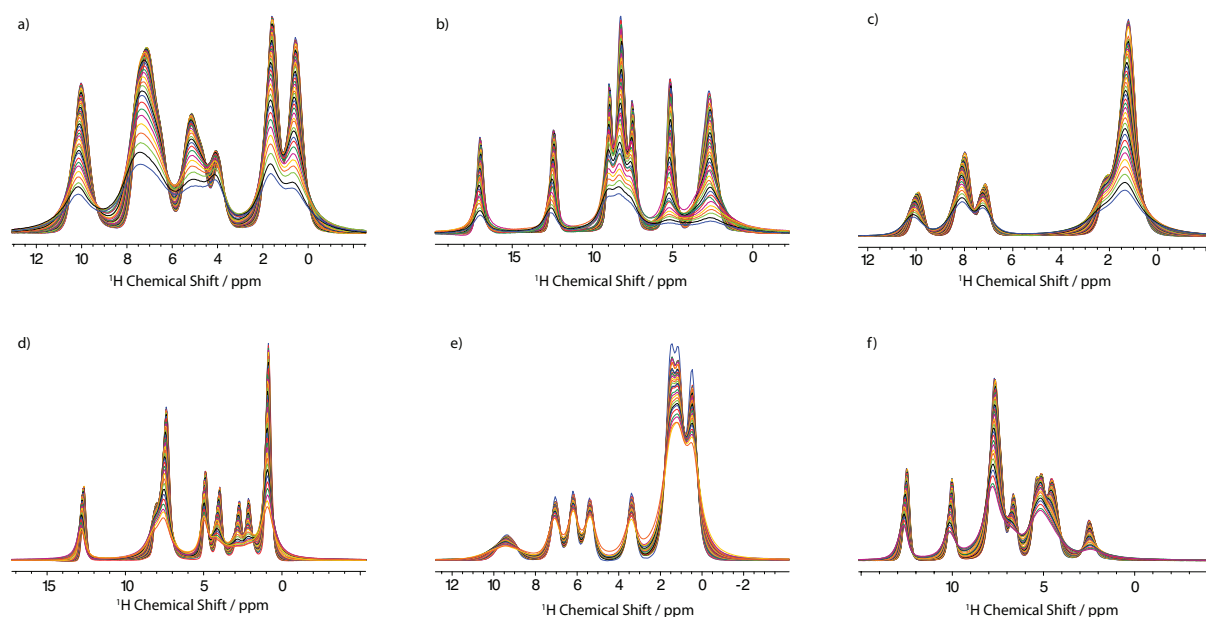 a)
b)
c)
12 10 8 6 4 2 0
15 10 5 0
12 10 8 6 4 2 0
¹H Chemical Shift / ppm
¹H Chemical Shift / ppm
¹H Chemical Shift / ppm
d)
e)
f)
15 10 5 0
12 10 8 6 4 2 0 -2
10 5 0
¹H Chemical Shift / ppm
¹H Chemical Shift / ppm
¹H Chemical Shift / ppm